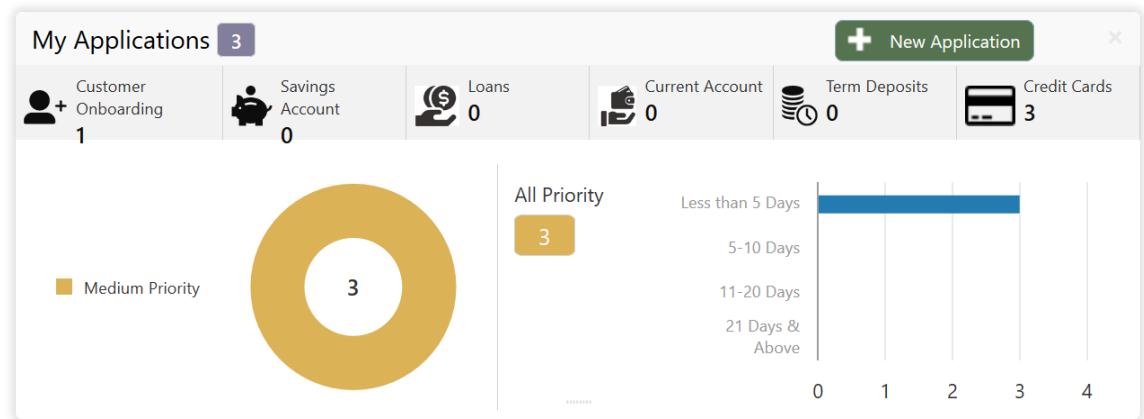 My Applications 3
New Application
Customer
Onboarding
1
Savings
Account
0
Loans
0
Current Account
0
Term Deposits
0
Credit Cards
3
Medium Priority
3
All Priority
3
Less than 5 Days
5-10 Days
11-20 Days
21 Days &
Above
0 1 2 3 4